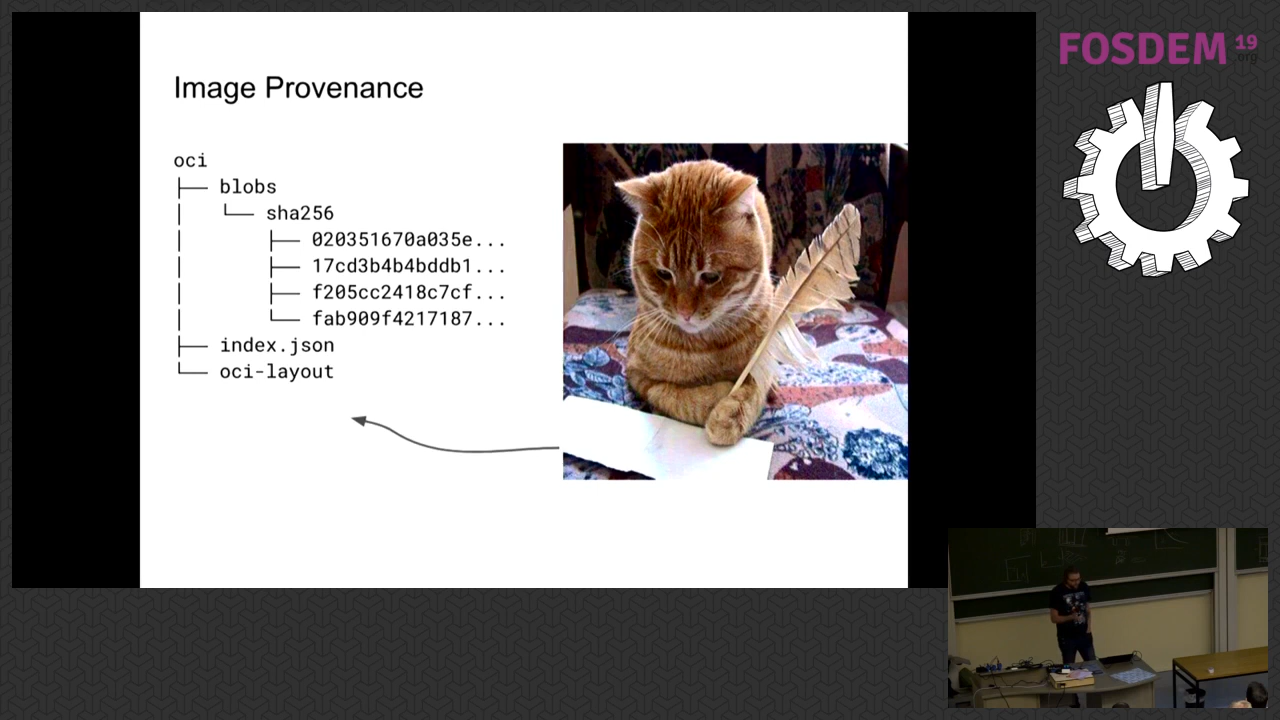 FOSDEM 19
.org
Image Provenance
oci
├── blobs
│   └── sha256
│       ├── 020351670a035e...
│       ├── 17cd3b4b4bddb1...
│       ├── f205cc2418c7cf...
│       └── fab909f4217187...
├── index.json
└── oci-layout